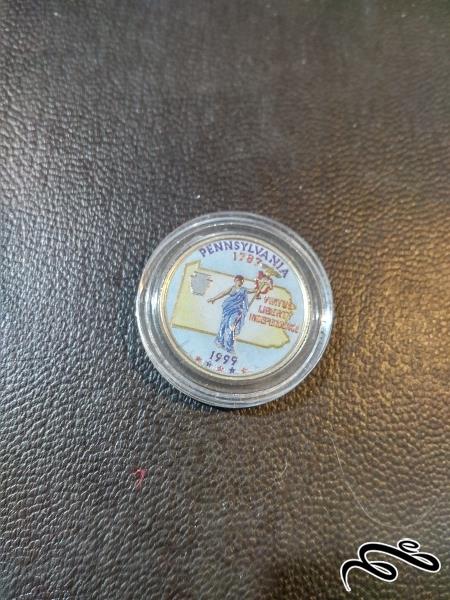 PENNSYLVANIA
1787
VIRTUE
LIBERTY
INDEPENDENCE
1999